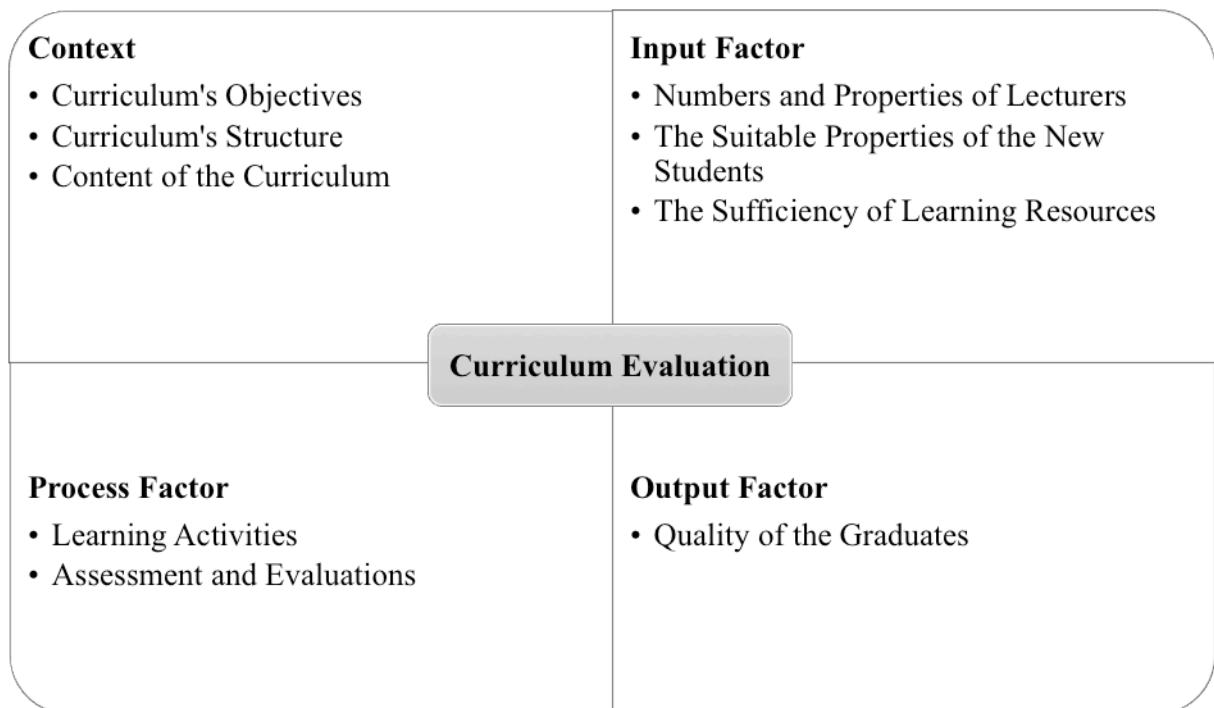 Context
• Curriculum's Objectives
• Curriculum's Structure
• Content of the Curriculum
Input Factor
• Numbers and Properties of Lecturers
• The Suitable Properties of the New
Students
• The Sufficiency of Learning Resources
Curriculum Evaluation
Process Factor
• Learning Activities
• Assessment and Evaluations
Output Factor
• Quality of the Graduates